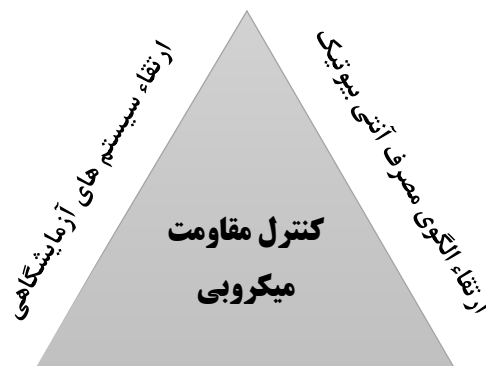 ارتقاء الگوی مصرف آنتی بیوتیک
ارتقاء سیستم های آزمایشگاهی
کنترل مقاومت
میکروبی